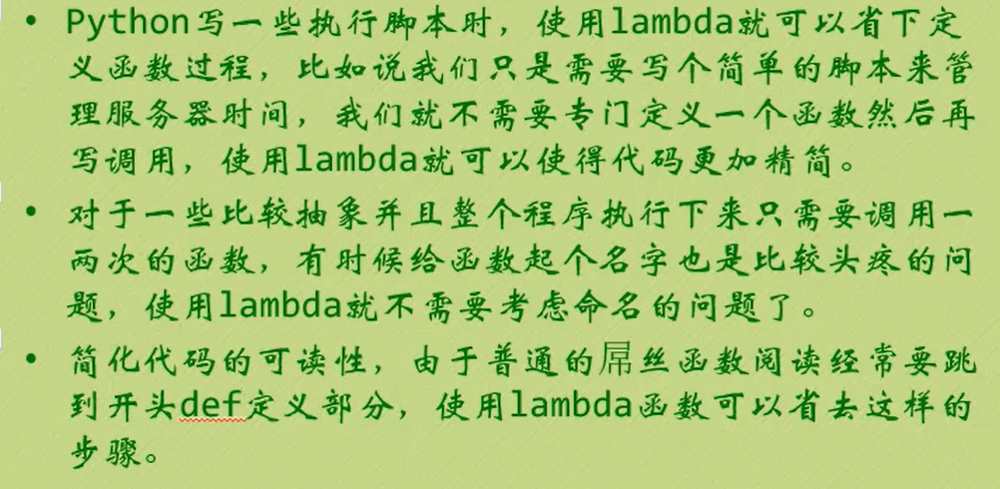 • Python写一些执行脚本时，使用lambda就可以省下定
义函数过程，比如说我们只是需要写个简单的脚本来管
理服务器时间，我们就不需要专门定义一个函数然后再
写调用，使用lambda就可以使得代码更加精简。
• 对于一些比较抽象并且整个程序执行下来只需要调用一
两次的函数，有时候给函数起个名字也是比较头疼的问
题，使用lambda就不需要考虑命名的问题了。
• 简化代码的可读性，由于普通的屌丝函数阅读经常要跳
到开头def定义部分，使用lambda函数可以省去这样的
步骤。